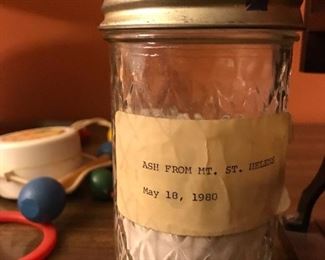 ASH FROM MT. ST. HELENS
May 18, 1980